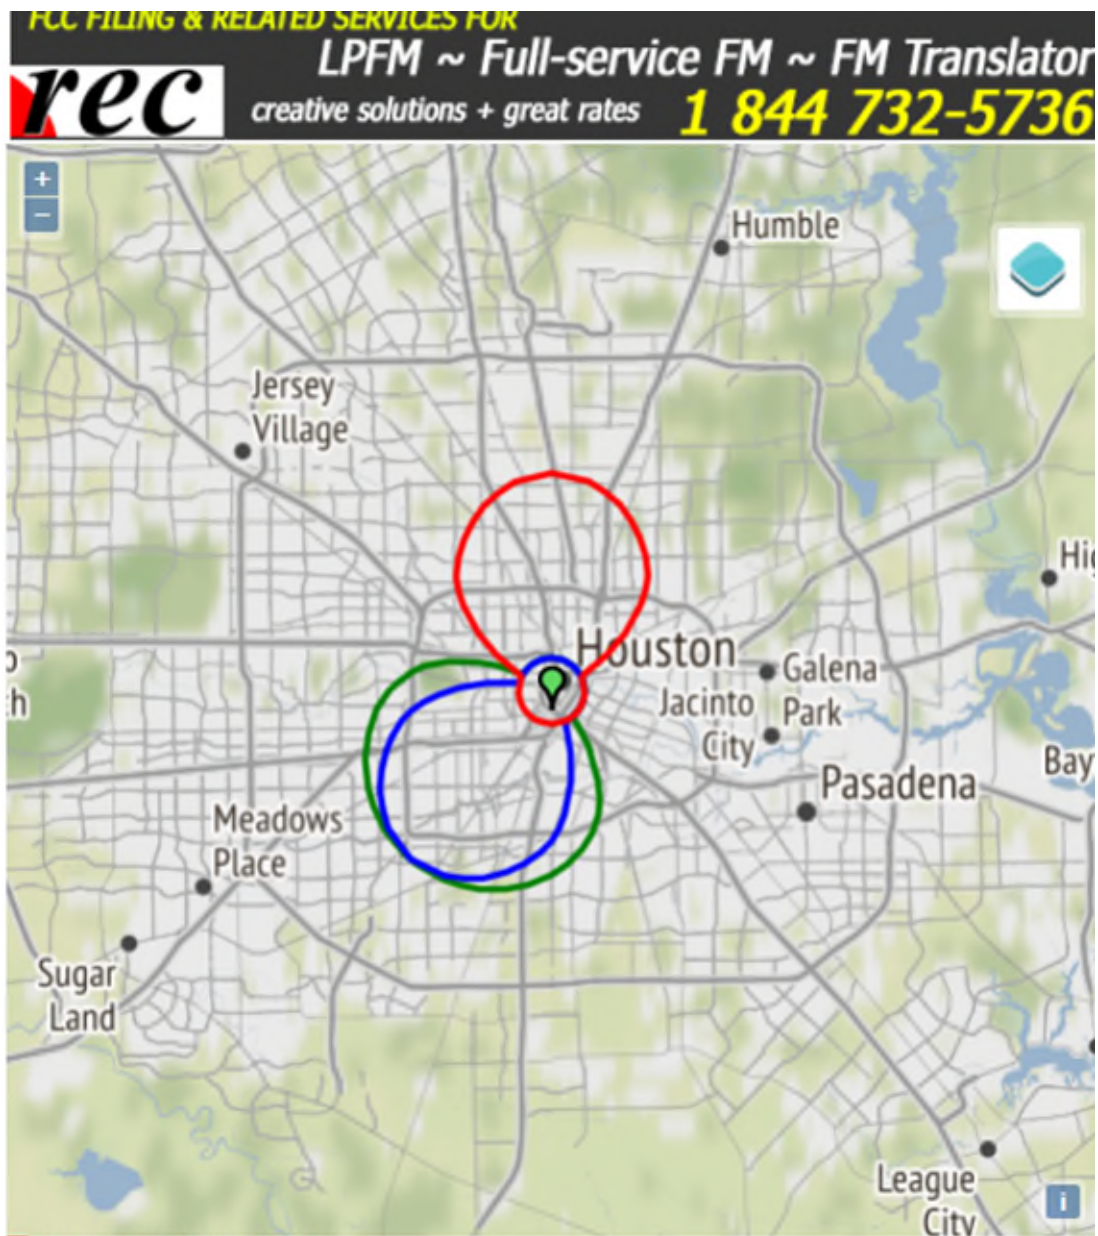 FCC FILING & RELATED SERVICES FOR
LPFM ~ Full-service FM ~ FM Translator
rec
creative solutions + great rates 1 844 732-5736
+
−
Humble
Jersey
Village
Hig
Houston
Galena
Park
Jacinto
City
Bay
Pasadena
Meadows
Place
Sugar
Land
League
City
i